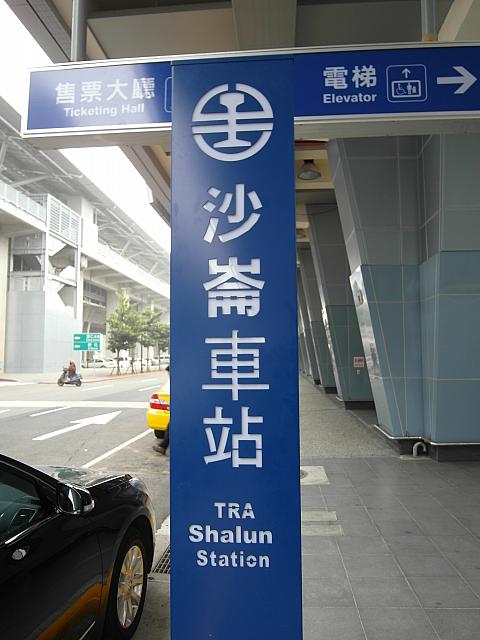 售票大廳
Ticketing Hall
電梯
Elevator
沙崙車站
TRA
Shalun
Station